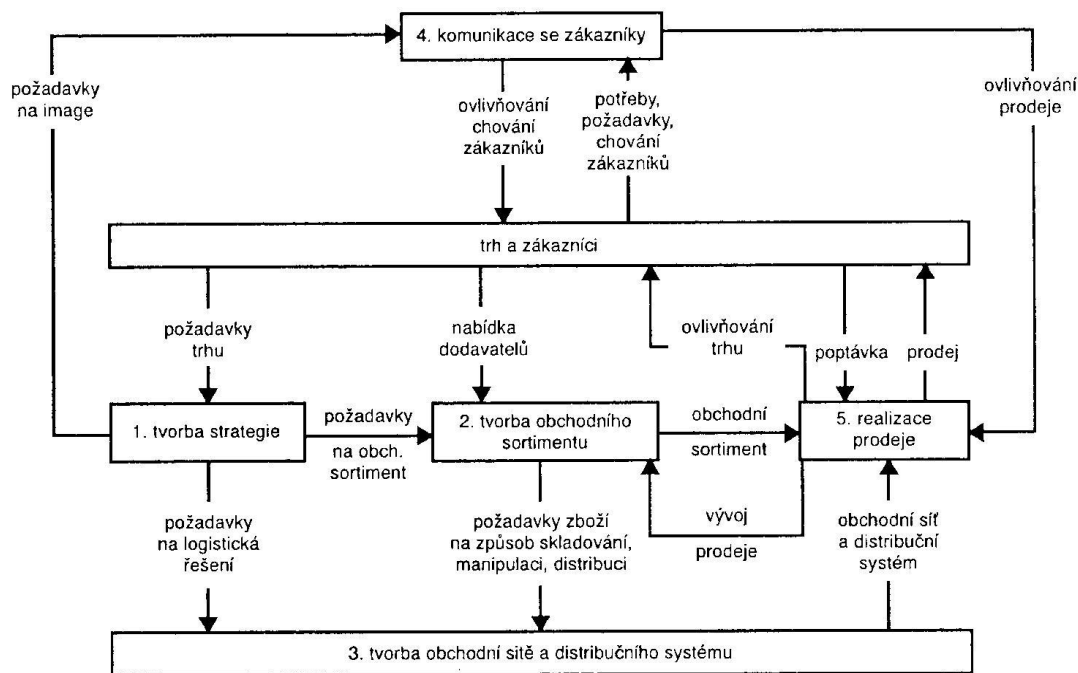 4. komunikace se zákazníky
požadavky
na image
ovlivňování
chování
zákazníků
potřeby,
požadavky,
chování
zákazníků
ovlivňování
prodeje
trh a zákazníci
požadavky
trhu
nabídka
dodavatelů
ovlivňování
trhu
poptávka
prodej
1. tvorba strategie
požadavky
na obch.
sortiment
2. tvorba obchodního
sortimentu
obchodní
sortiment
5. realizace
prodeje
požadavky
na logistická
řešení
požadavky zboží
na způsob skladování,
manipulaci, distribuci
vývoj
prodeje
obchodní síť
a distribuční
systém
3. tvorba obchodní sítě a distribučního systému